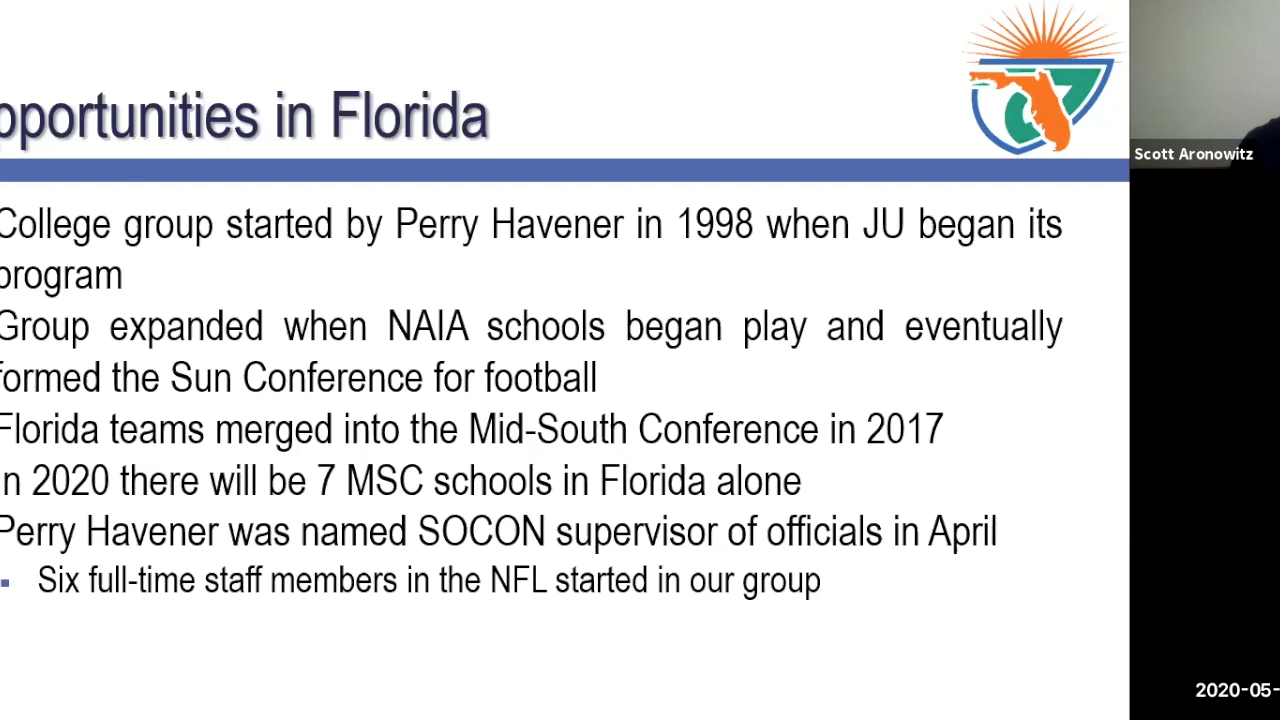 pportunities in Florida
Scott Aronowitz
College group started by Perry Havener in 1998 when JU began its
program
Group expanded when NAIA schools began play and eventually
formed the Sun Conference for football
Florida teams merged into the Mid-South Conference in 2017
In 2020 there will be 7 MSC schools in Florida alone
Perry Havener was named SOCON supervisor of officials in April
▪ Six full-time staff members in the NFL started in our group
2020-05-